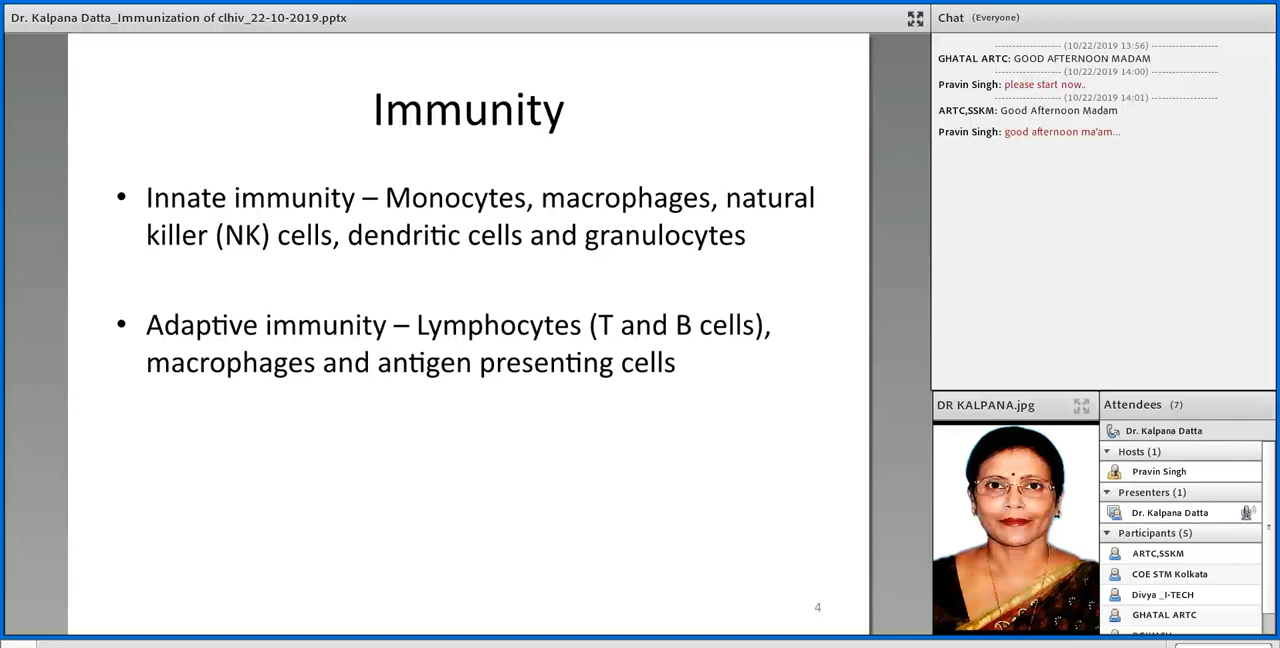 Dr. Kalpana Datta_Immunization of clhiv_22-10-2019.pptx
Immunity
• Innate immunity – Monocytes, macrophages, natural
killer (NK) cells, dendritic cells and granulocytes
• Adaptive immunity – Lymphocytes (T and B cells),
macrophages and antigen presenting cells
4
Chat (Everyone)
------------------- (10/22/2019 13:56) -------------------
GHATAL ARTC: GOOD AFTERNOON MADAM
------------------- (10/22/2019 14:00) -------------------
Pravin Singh: please start now..
------------------- (10/22/2019 14:01) -------------------
ARTC,SSKM: Good Afternoon Madam
Pravin Singh: good afternoon ma'am...
DR KALPANA.jpg
Attendees (7)
Dr. Kalpana Datta
Hosts (1)
Pravin Singh
Presenters (1)
Dr. Kalpana Datta
Participants (5)
ARTC,SSKM
COE STM Kolkata
Divya _I-TECH
GHATAL ARTC